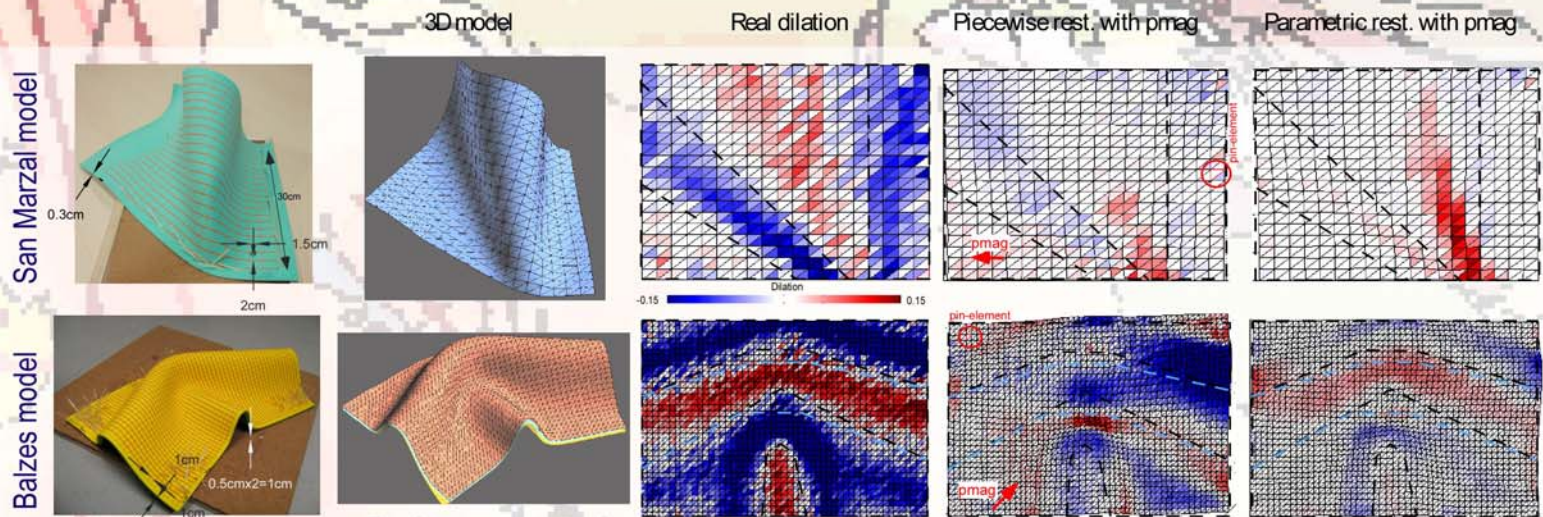 3D model
Real dilation
Piecewise rest. with pmag
Parametric rest. with pmag
San Marzal model
0.3cm
30cm
1.5cm
2cm
pin-element
pmag
Dilation
-0.15
0.15
Balzes model
1cm
0.5cmx2=1cm
1cm
pin-element
pmag